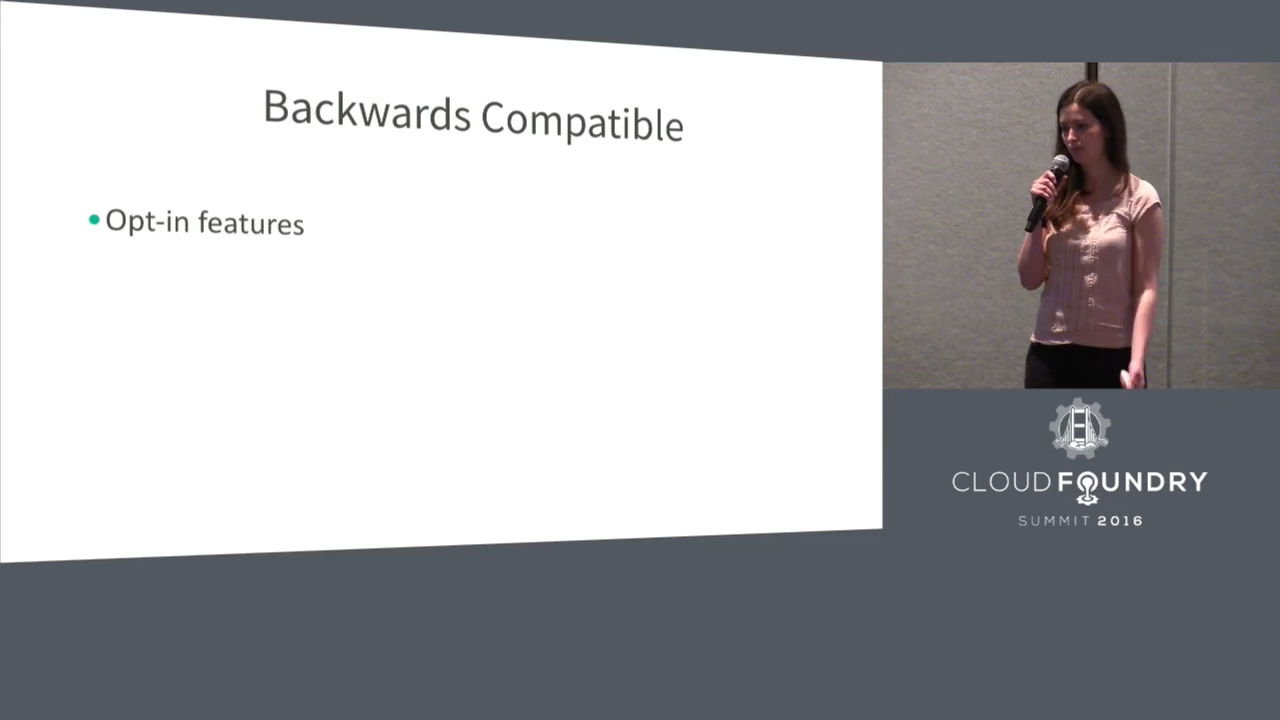 Backwards Compatible
• Opt-in features
CLOUD FOUNDRY
SUMMIT 2016